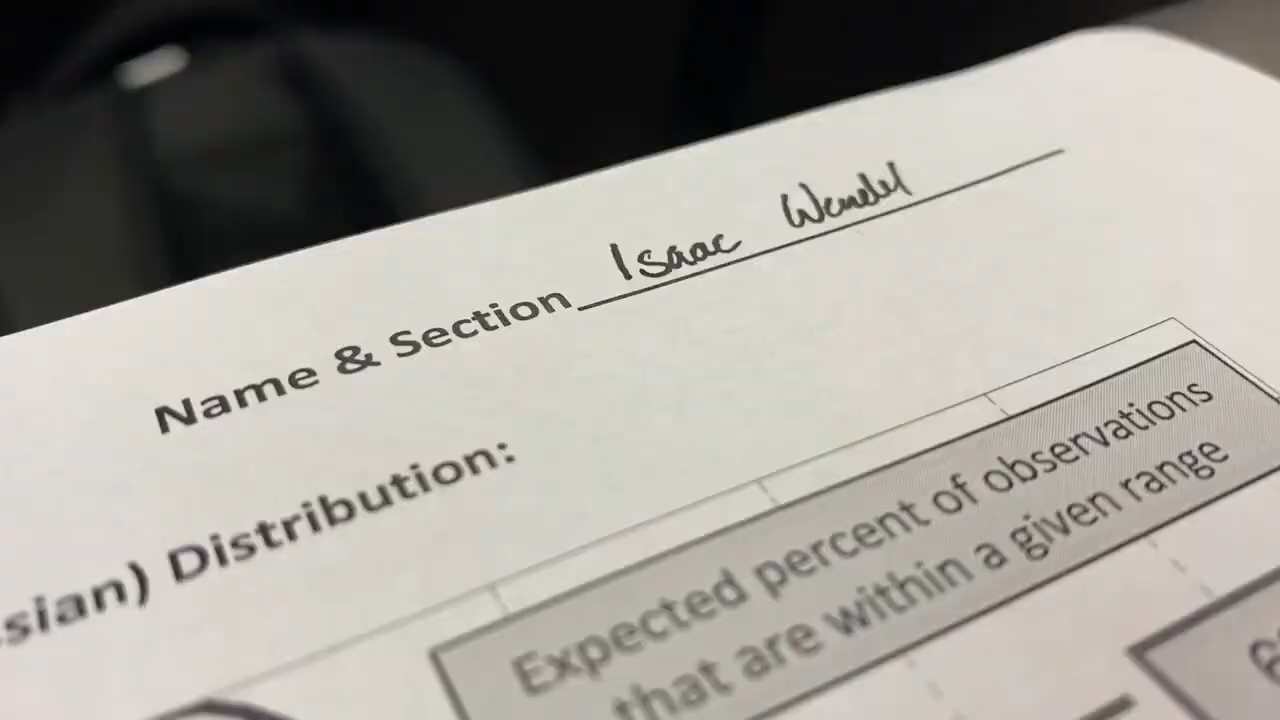 Name & Section Isaac Wendel
sian) Distribution:
Expected percent of observations
that are within a given range